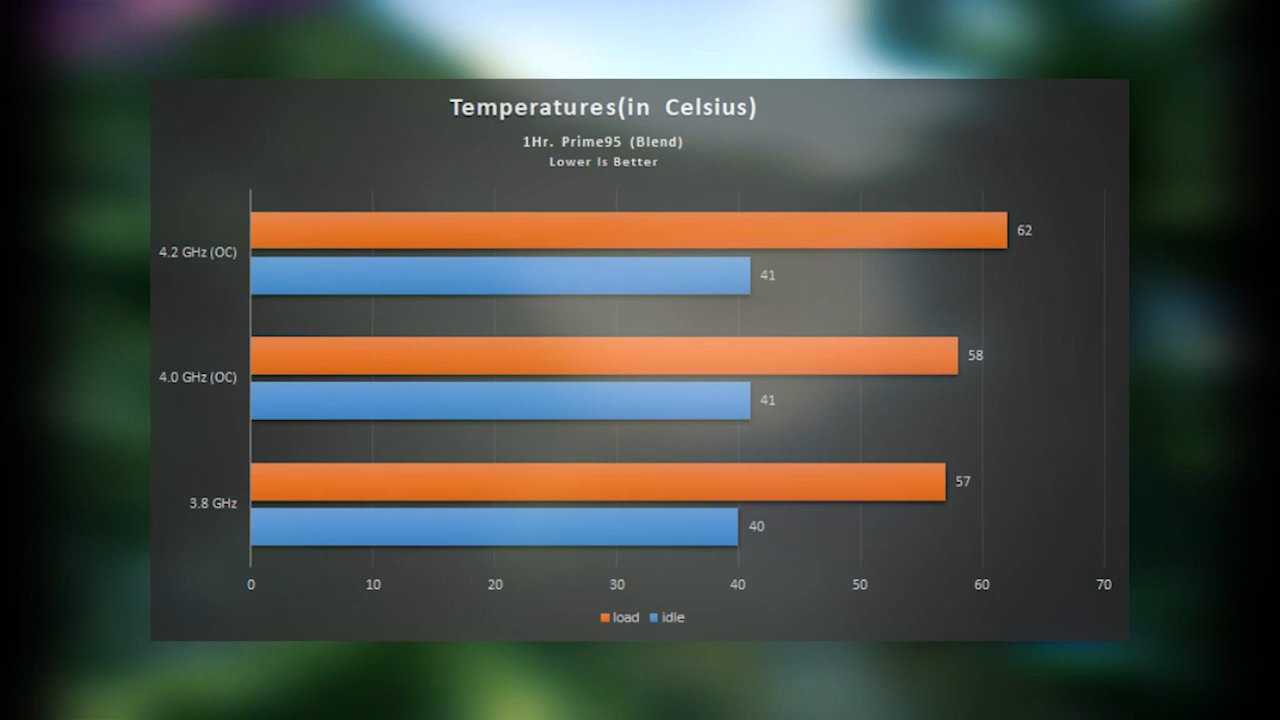 Temperatures(in Celsius)
1Hr. Prime95 (Blend)
Lower Is Better
62
4.2 GHz (OC)
41
58
4.0 GHz (OC)
41
57
3.8 GHz
40
0 10 20 30 40 50 60 70
load idle